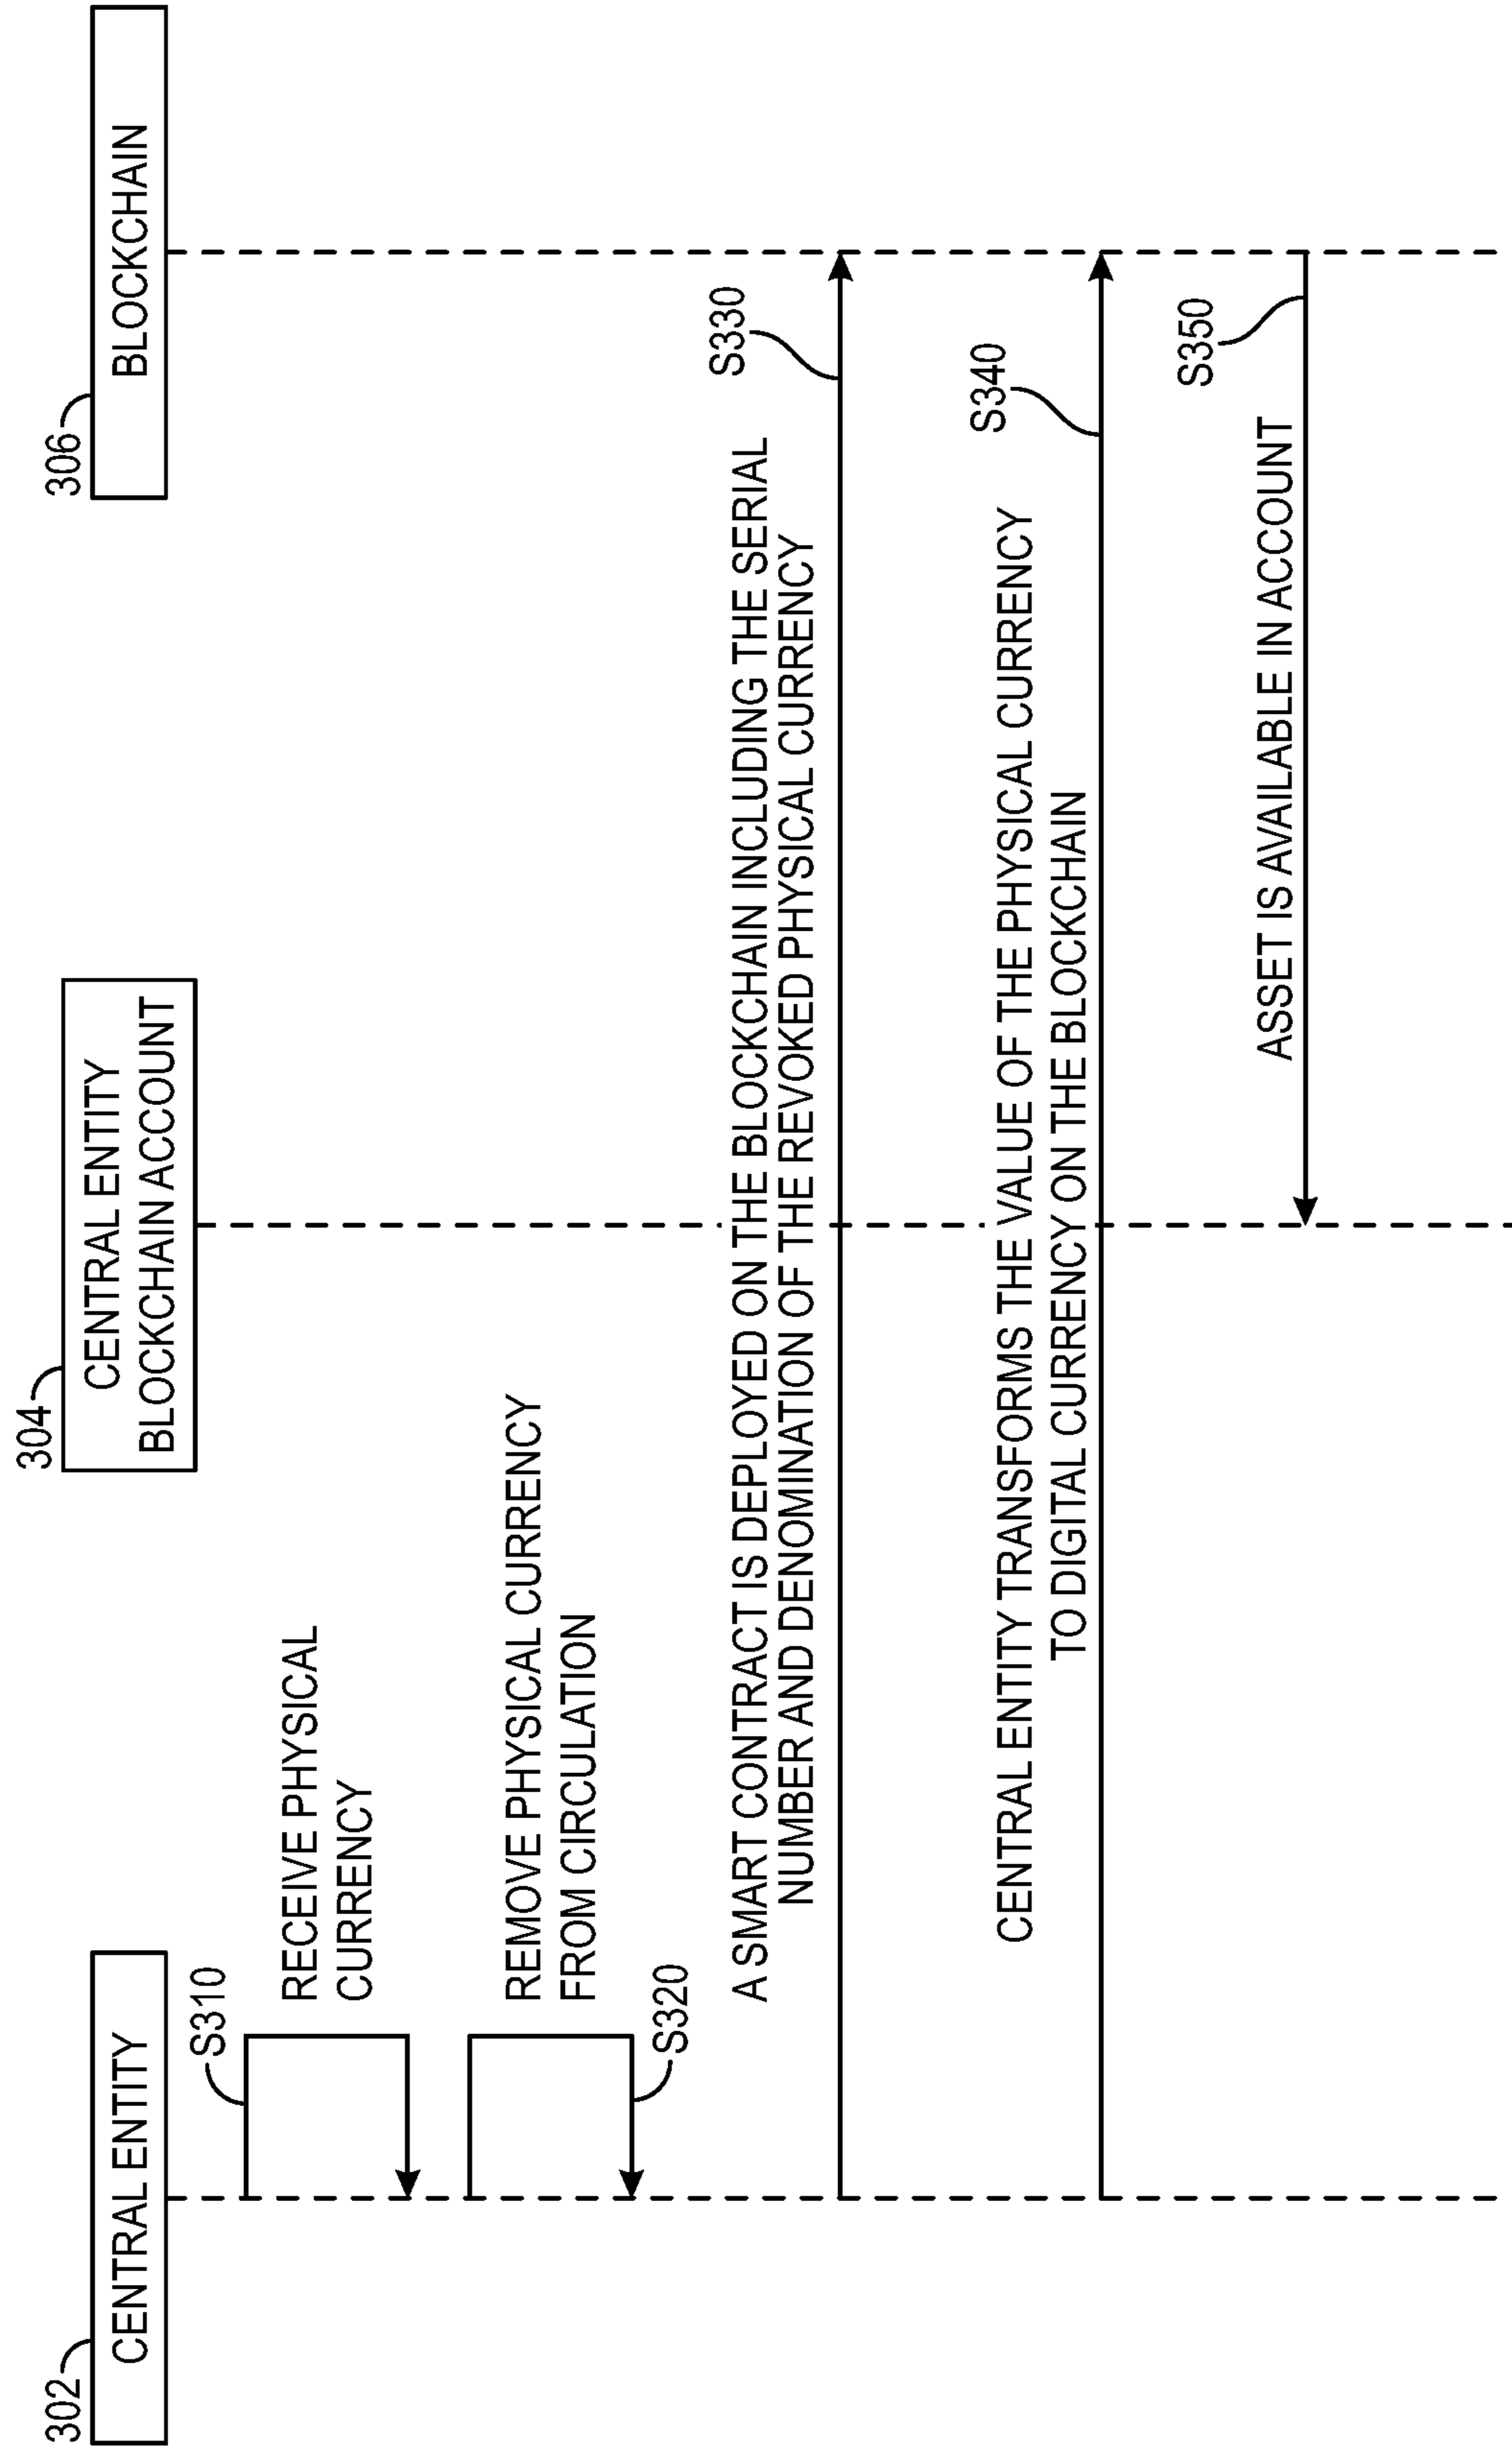 302
CENTRAL ENTITY
304
CENTRAL ENTITY
BLOCKCHAIN ACCOUNT
306
BLOCKCHAIN
S310
RECEIVE PHYSICAL
CURRENCY
REMOVE PHYSICAL CURRENCY
FROM CIRCULATION
S320
S330
A SMART CONTRACT IS DEPLOYED ON THE BLOCKCHAIN INCLUDING THE SERIAL
NUMBER AND DENOMINATION OF THE REVOKED PHYSICAL CURRENCY
S340
CENTRAL ENTITY TRANSFORMS THE VALUE OF THE PHYSICAL CURRENCY
TO DIGITAL CURRENCY ON THE BLOCKCHAIN
S350
ASSET IS AVAILABLE IN ACCOUNT